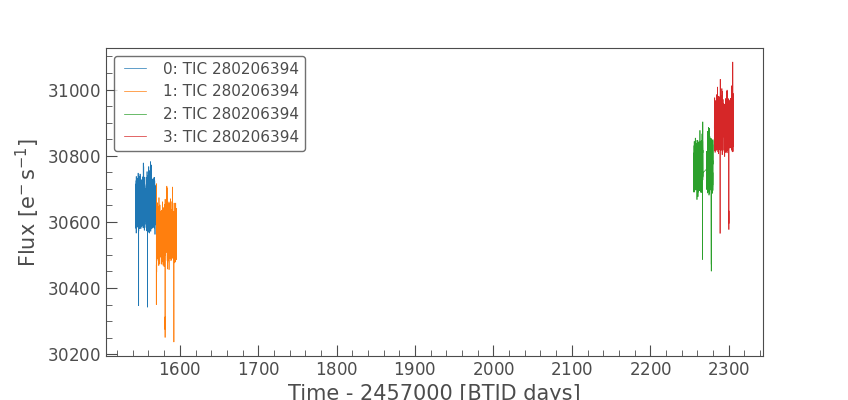 0: TIC 280206394
1: TIC 280206394
2: TIC 280206394
3: TIC 280206394
31000
30800
30600
30400
30200
Flux [e⁻ s⁻¹]
1600 1700 1800 1900 2000 2100 2200 2300
Time - 2457000 [BTJD days]